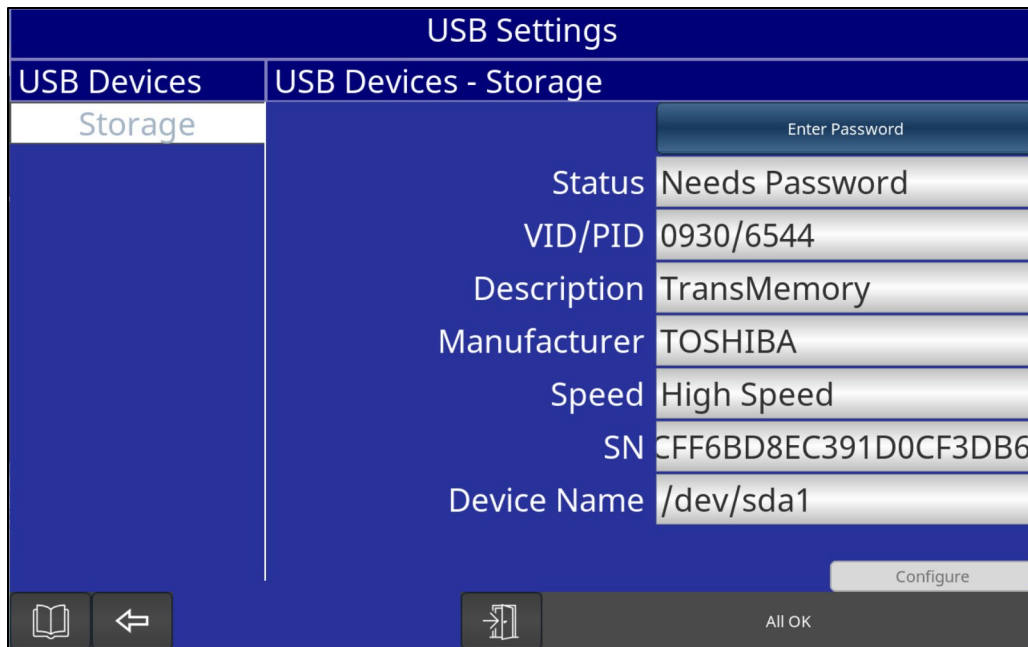 USB Settings
USB Devices
USB Devices - Storage
Storage
Enter Password
Status Needs Password
VID/PID 0930/6544
Description TransMemory
Manufacturer TOSHIBA
Speed High Speed
SN CFF6BD8EC391D0CF3DB6
Device Name /dev/sda1
Configure
All OK